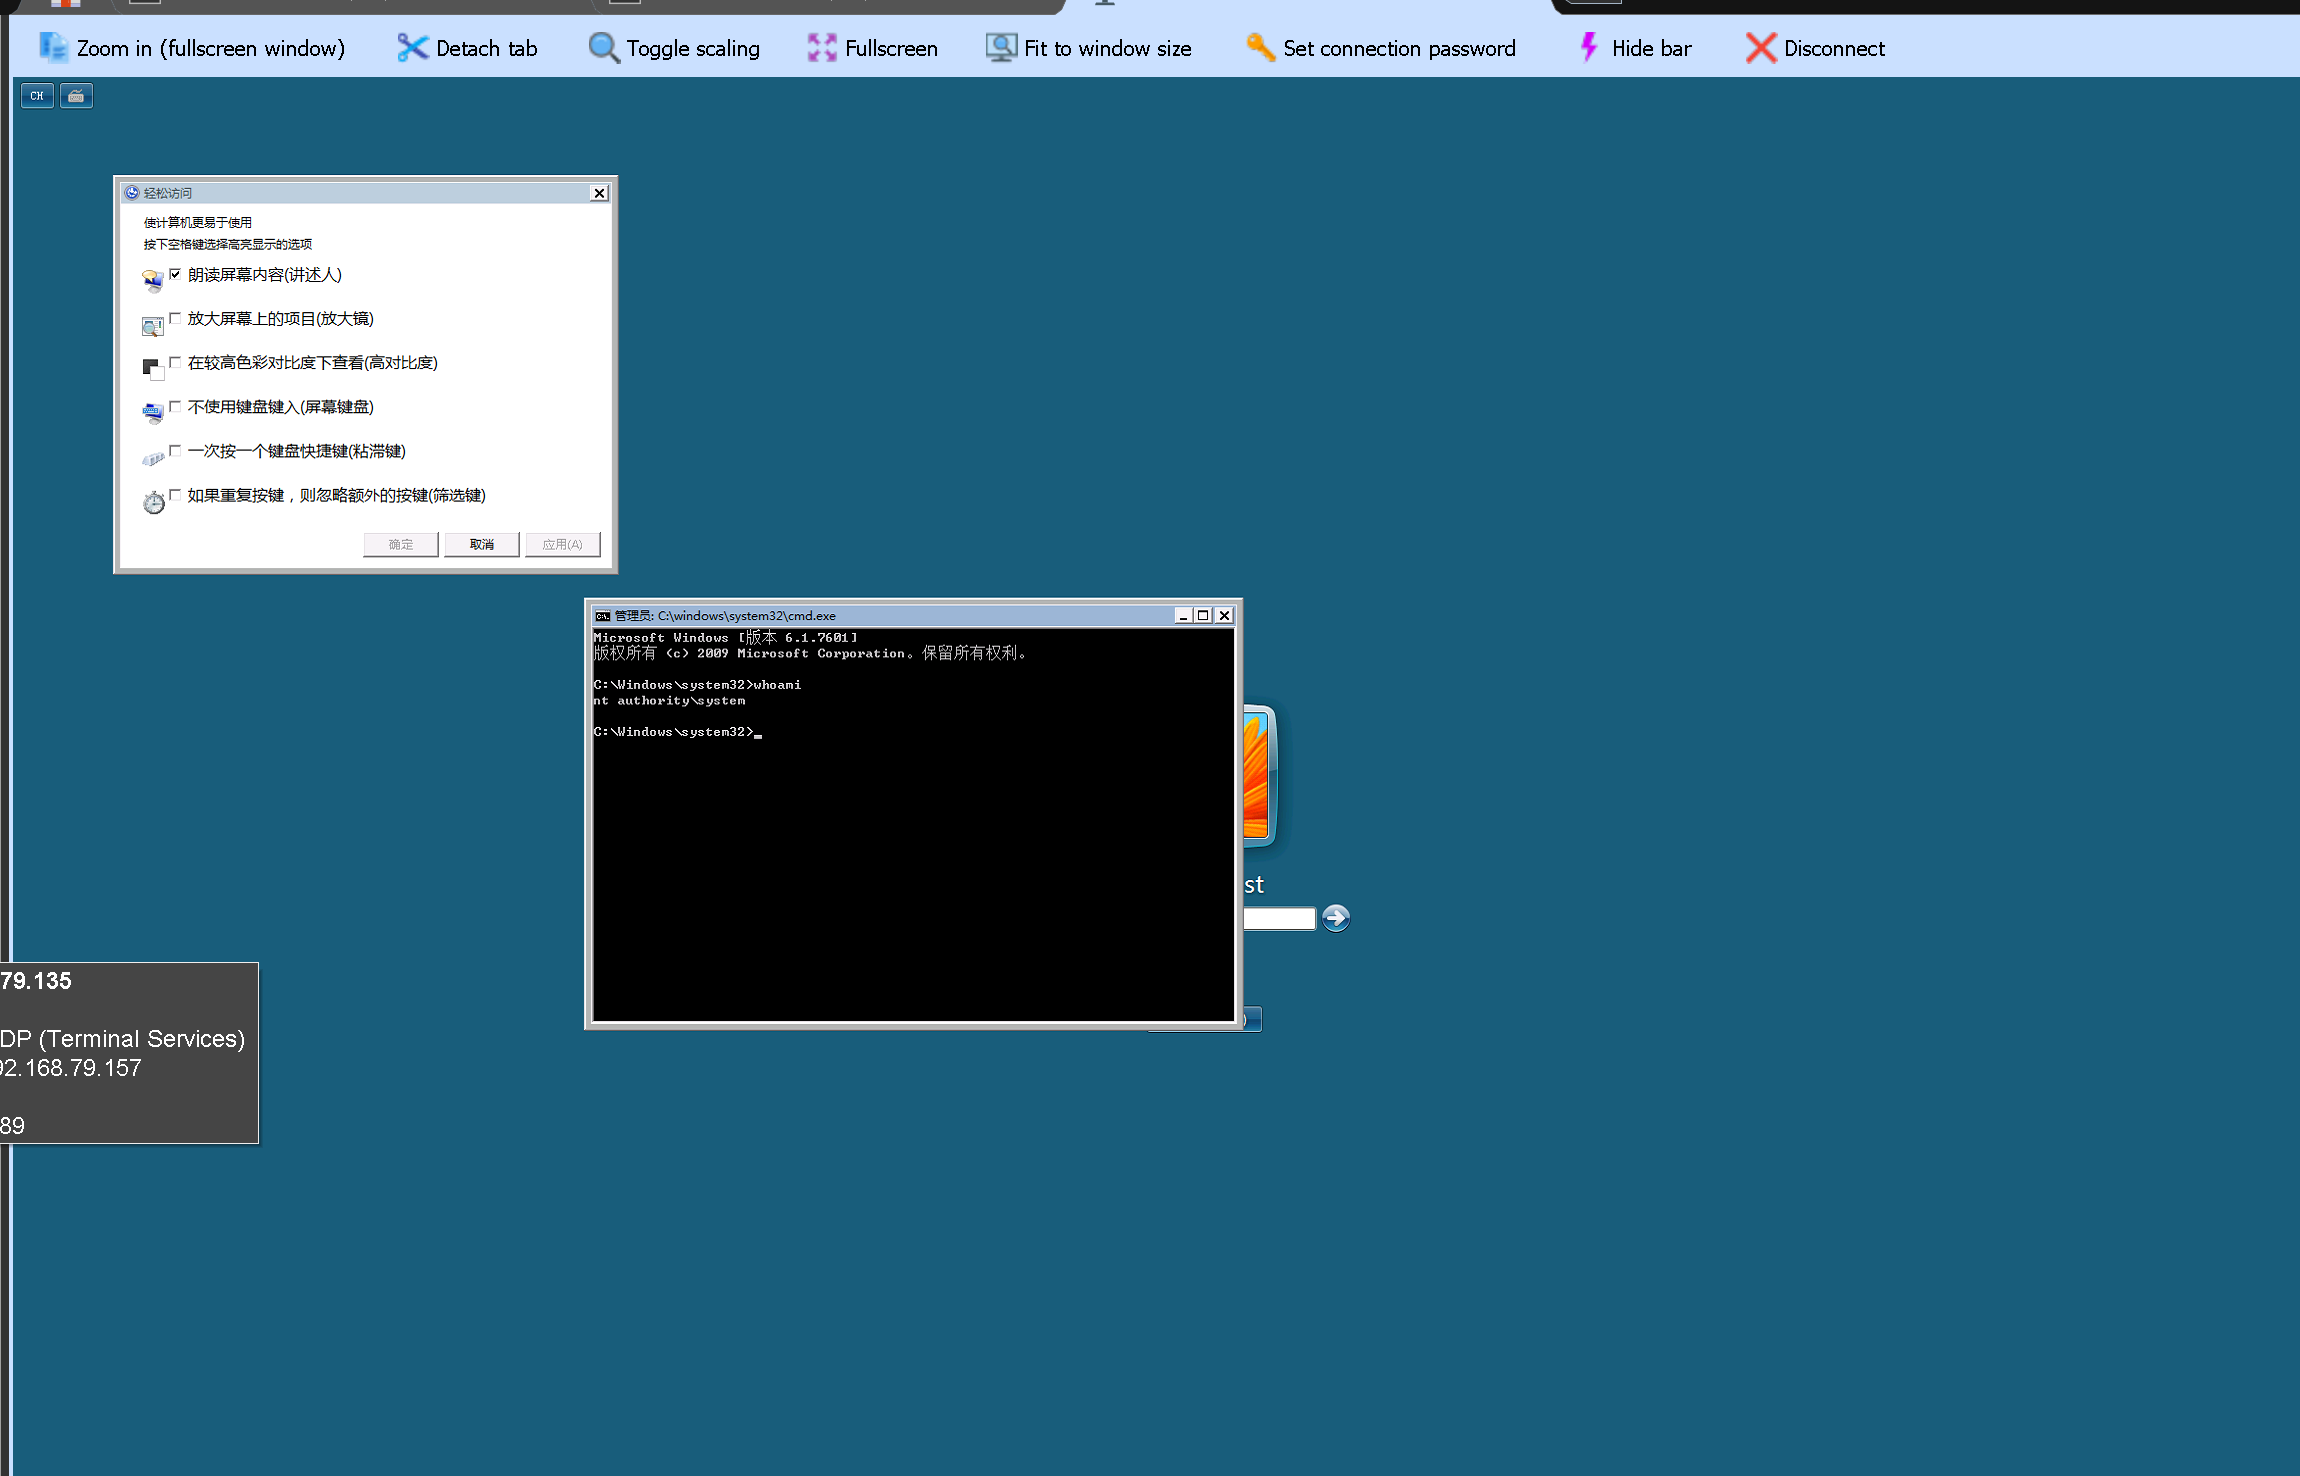 Zoom in (fullscreen window) Detach tab Toggle scaling Fullscreen Fit to window size Set connection password Hide bar Disconnect
CH
轻松访问
使计算机更易于使用
按下空格键选择高亮显示的选项
朗读屏幕内容(讲述人)
放大屏幕上的项目(放大镜)
在较高色彩对比度下查看(高对比度)
不使用键盘键入(屏幕键盘)
一次按一个键盘快捷键(粘滞键)
如果重复按键，则忽略额外的按键(筛选键)
确定 取消 应用(A)
管理员: C:\windows\system32\cmd.exe
Microsoft Windows [版本 6.1.7601]
版权所有 (c) 2009 Microsoft Corporation。保留所有权利。
C:\Windows\system32>whoami
nt authority\system
C:\Windows\system32>_
st
79.135
DP (Terminal Services)
92.168.79.157
89